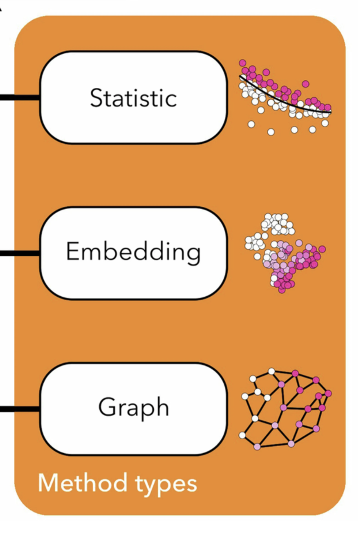 Statistic
Embedding
Graph
Method types